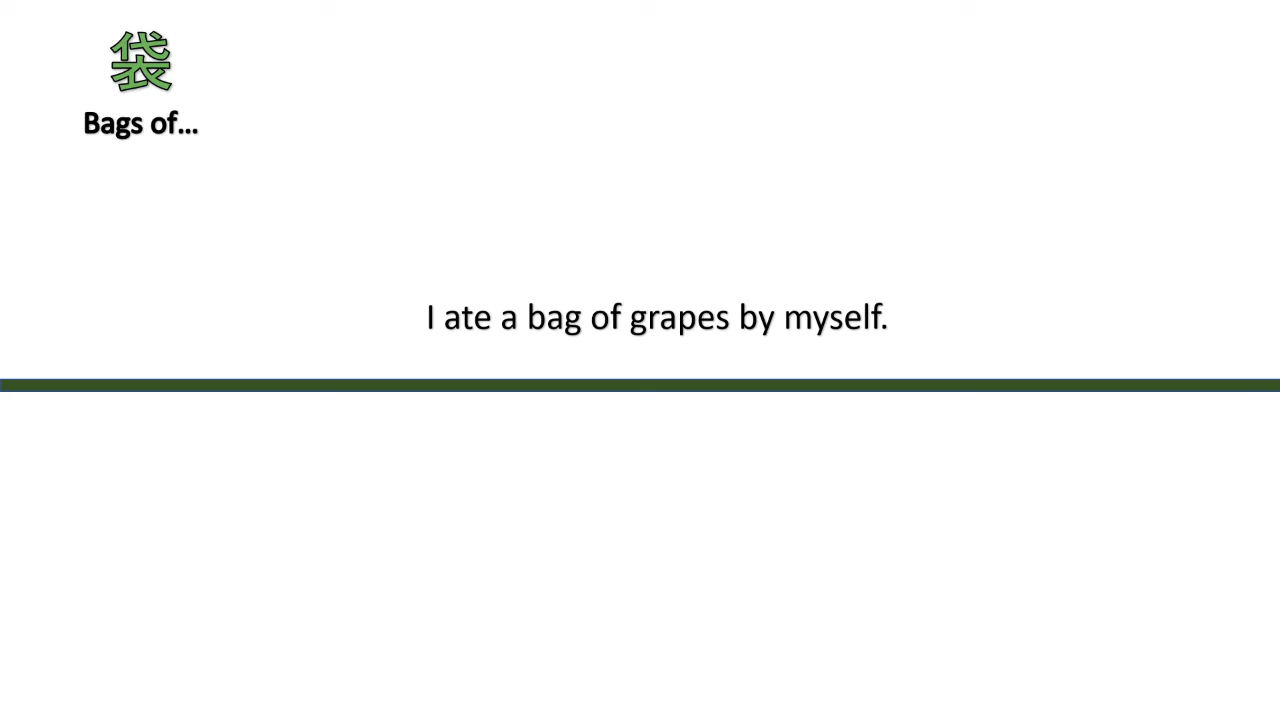 袋
Bags of...
I ate a bag of grapes by myself.